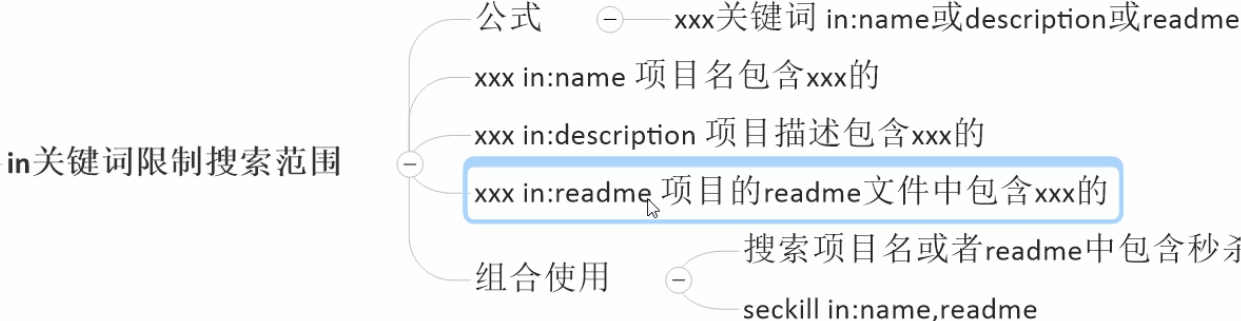 in关键词限制搜索范围
公式
xxx关键词 in:name或description或readme
xxx in:name 项目名包含xxx的
xxx in:description 项目描述包含xxx的
xxx in:readme 项目的readme文件中包含xxx的
组合使用
搜索项目名或者readme中包含秒杀
seckill in:name,readme